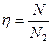 η = N / N₂